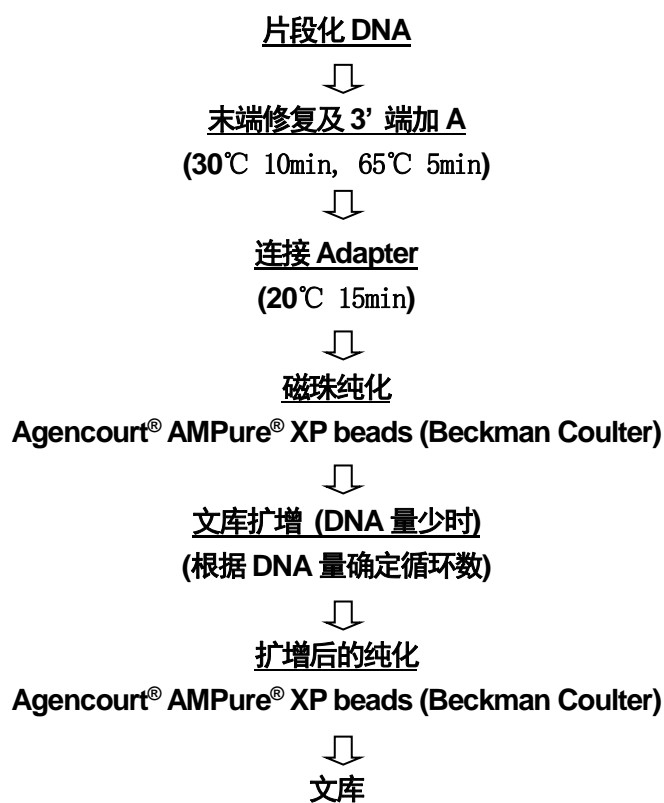 片段化 DNA
末端修复及 3’ 端加 A
(30℃ 10min, 65℃ 5min)
连接 Adapter
(20℃ 15min)
磁珠纯化
Agencourt® AMPure® XP beads (Beckman Coulter)
文库扩增 (DNA 量少时)
(根据 DNA 量确定循环数)
扩增后的纯化
Agencourt® AMPure® XP beads (Beckman Coulter)
文库